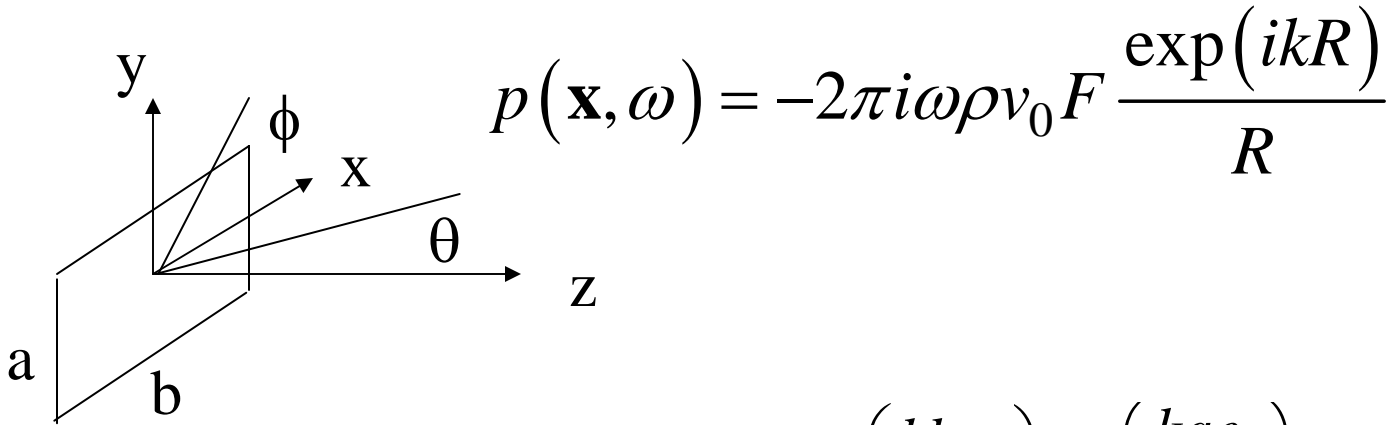 y
p(x, ω) = −2πiωρv₀F exp(ikR) / R
ϕ
x
θ
z
a
b